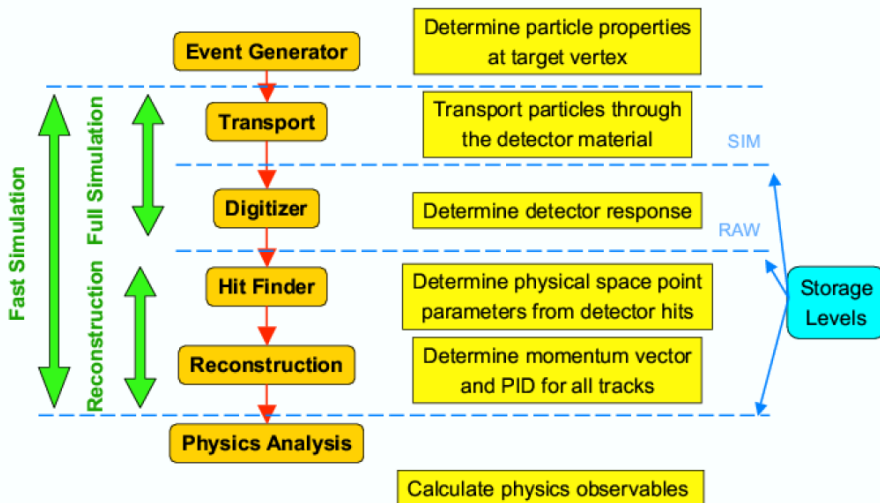 Event Generator
Determine particle properties
at target vertex
Transport
Transport particles through
the detector material
SIM
Digitizer
Determine detector response
RAW
Hit Finder
Determine physical space point
parameters from detector hits
Reconstruction
Determine momentum vector
and PID for all tracks
Physics Analysis
Calculate physics observables
Fast Simulation
Full Simulation
Reconstruction
Storage
Levels